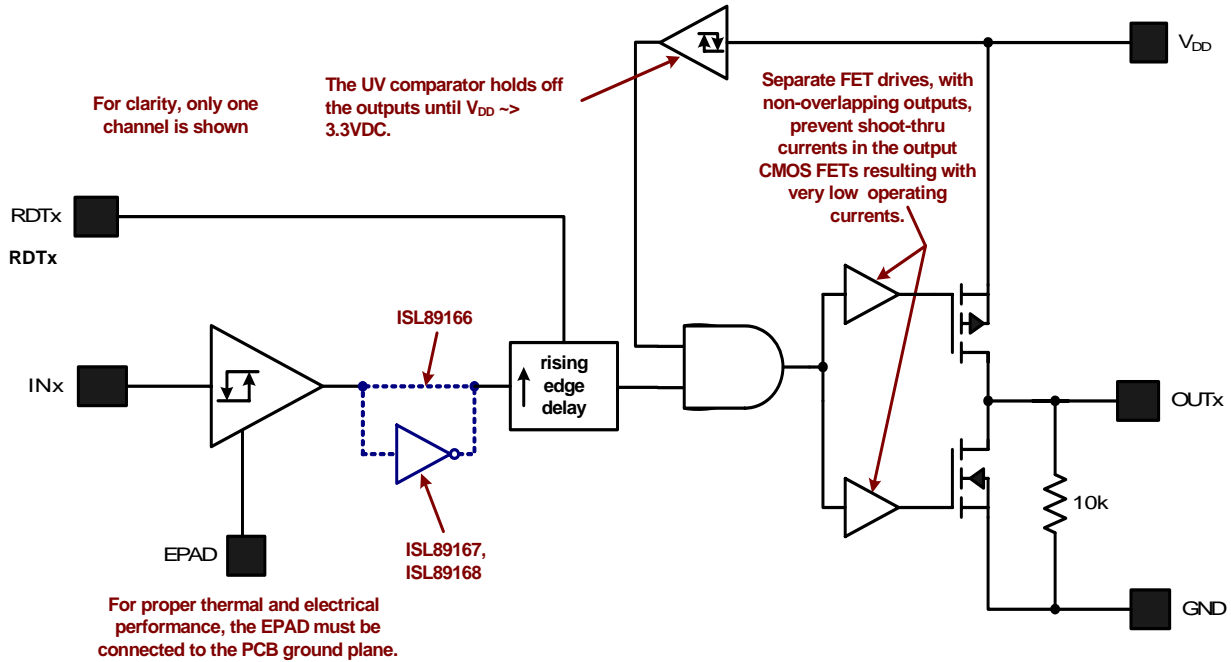 V_DD
The UV comparator holds off
the outputs until V_DD ~>
3.3VDC.
For clarity, only one
channel is shown
Separate FET drives, with
non-overlapping outputs,
prevent shoot-thru
currents in the output
CMOS FETs resulting with
very low operating
currents.
RDTx
RDTx
ISL89166
INx
rising
edge
delay
OUTx
10k
EPAD
ISL89167,
ISL89168
For proper thermal and electrical
performance, the EPAD must be
connected to the PCB ground plane.
GND